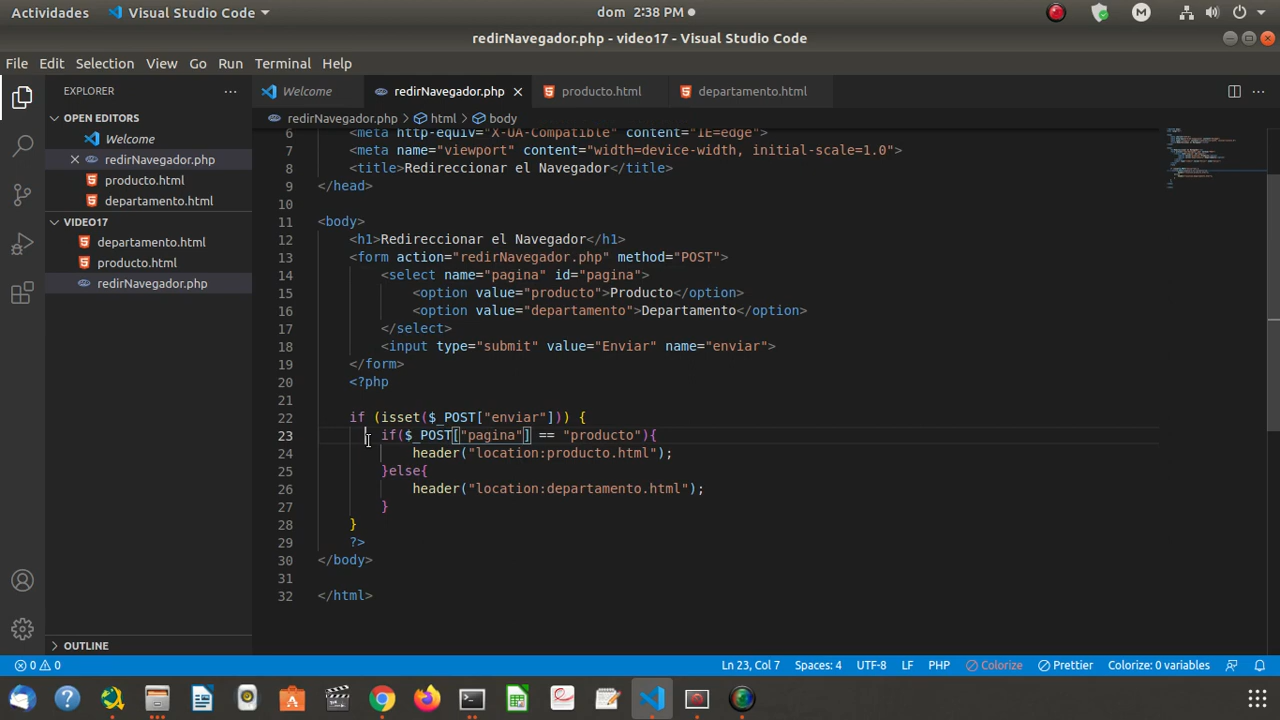 Actividades Visual Studio Code dom 2:38 PM
redirNavegador.php - video17 - Visual Studio Code
File Edit Selection View Go Run Terminal Help
EXPLORER
Welcome redirNavegador.php producto.html departamento.html
OPEN EDITORS
Welcome
redirNavegador.php
producto.html
departamento.html
VIDEO17
departamento.html
producto.html
redirNavegador.php
OUTLINE
redirNavegador.php > html > body
6 <meta http-equiv="X-UA-Compatible" content="IE=edge">
7 <meta name="viewport" content="width=device-width, initial-scale=1.0">
8 <title>Redireccionar el Navegador</title>
9 </head>
10
11 <body>
12 <h1>Redireccionar el Navegador</h1>
13 <form action="redirNavegador.php" method="POST">
14 <select name="pagina" id="pagina">
15 <option value="producto">Producto</option>
16 <option value="departamento">Departamento</option>
17 </select>
18 <input type="submit" value="Enviar" name="enviar">
19 </form>
20 <?php
21
22 if (isset($_POST["enviar"])) {
23 if($_POST["pagina"] == "producto"){
24 header("location:producto.html");
25 }else{
26 header("location:departamento.html");
27 }
28 }
29 ?>
30 </body>
31
32 </html>
0 0 Ln 23, Col 7 Spaces: 4 UTF-8 LF PHP Colorize Prettier Colorize: 0 variables